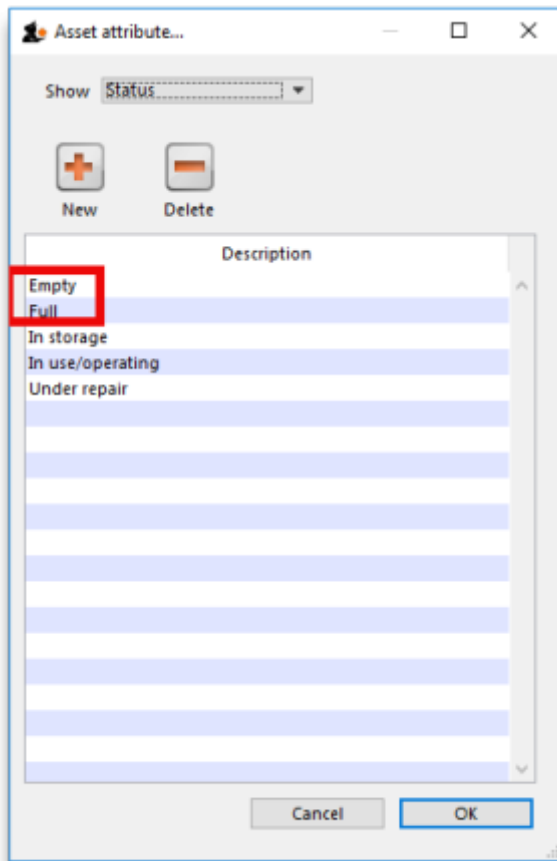 Asset attribute...
Show Status
New Delete
Description
Empty
Full
In storage
In use/operating
Under repair
Cancel OK